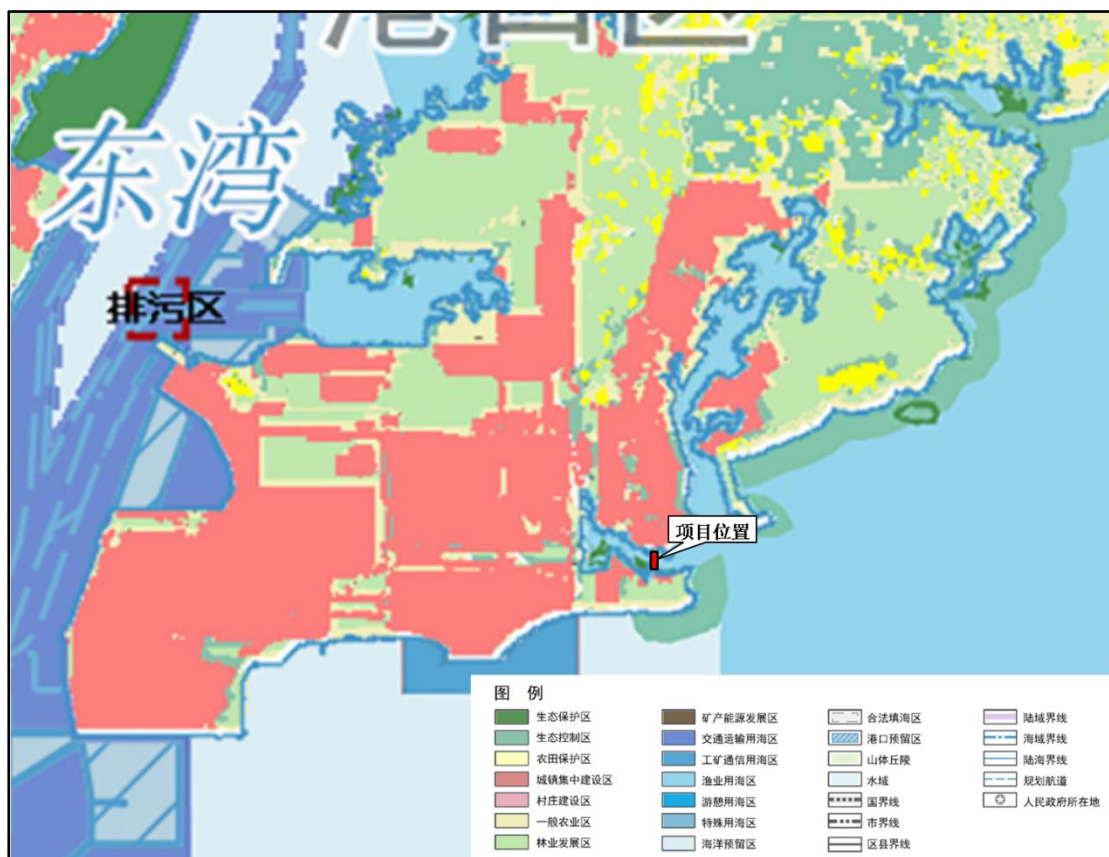 港口区
东湾
排污区
项目位置
图 例
生态保护区
生态控制区
农田保护区
城镇集中建设区
村庄建设区
一般农业区
林业发展区
矿产能源发展区
交通运输用海区
工矿通信用海区
渔业用海区
游憩用海区
特殊用海区
海洋预留区
合法填海区
港口预留区
山体丘陵
水域
国界线
市界线
区县界线
陆域界线
海域界线
陆海界线
规划航道
人民政府所在地